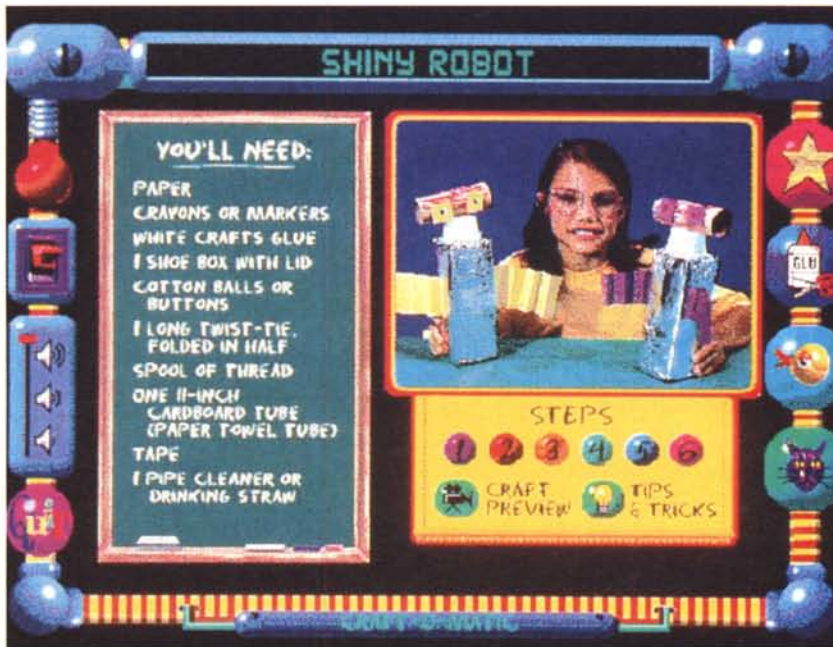 SHINY ROBOT
YOU'LL NEED:
PAPER
CRAYONS OR MARKERS
WHITE CRAFTS GLUE
1 SHOE BOX WITH LID
COTTON BALLS OR
BUTTONS
1 LONG TWIST-TIE,
FOLDED IN HALF
SPOOL OF THREAD
ONE 11-INCH
CARDBOARD TUBE
(PAPER TOWEL TUBE)
TAPE
1 PIPE CLEANER OR
DRINKING STRAW
GLU
STEPS
1 2 3 4 5 6
CRAFT
PREVIEW
TIPS
& TRICKS
CRAFT-O-MATIC